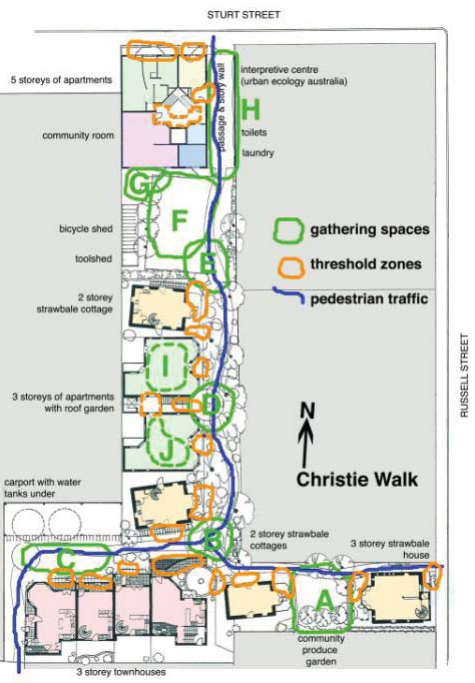 STURT STREET
5 storeys of apartments
interpretive centre
(urban ecology australia)
H
passage & story wall
toilets
community room
laundry
G
F
gathering spaces
bicycle shed
E
toolshed
threshold zones
2 storey
strawbale cottage
pedestrian traffic
RUSSELL STREET
I
3 storeys of apartments
with roof garden
D
N
J
Christie Walk
carport with water
tanks under
B
2 storey strawbale
cottages
3 storey strawbale
house
C
A
community
produce
garden
3 storey townhouses